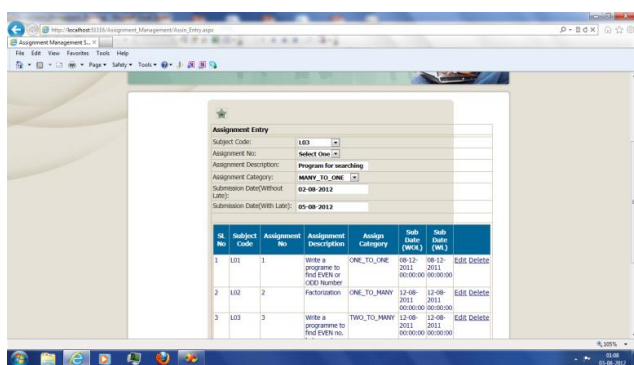 http://localhost:51116/Assignment_Management/Assin_Entry.aspx
Assignment Management S...
File Edit View Favorites Tools Help
Page Safety Tools
Assignment Entry
Subject Code: L03
Assignment No: Select One
Assignment Description: Program for searching
Assignment Category: MANY_TO_ONE
Submission Date(Without
Late): 02-08-2012
Submission Date(With Late): 05-08-2012
SL Subject Assignment Assignment Assign Sub Sub
No Code No Description Category Date Date
(WOL) (WL)
1 L01 1 Write a ONE_TO_ONE 08-12- 08-12- Edit Delete
programe to 2011 2011
find EVEN or 00:00:00 00:00:00
ODD Number
2 L02 2 Factorization ONE_TO_MANY 12-08- 12-08- Edit Delete
2011 2011
00:00:00 00:00:00
3 L03 3 Write a TWO_TO_MANY 12-08- 12-08- Edit Delete
programme to 2011 2011
find EVEN no. 00:00:00 00:00:00
105%
01:08
03-08-2012